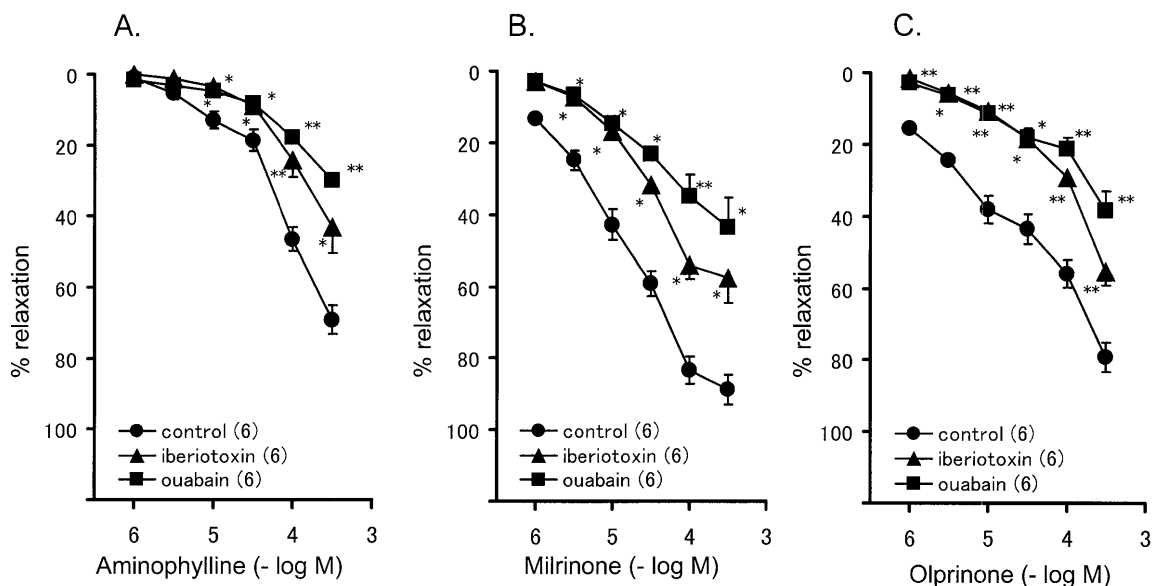 A.
0
20
40
60
80
100
% relaxation
* * * * * ** ** ** *
control (6)
iberiotoxin (6)
ouabain (6)
6 5 4 3
Aminophylline (- log M)
B.
0
20
40
60
80
100
% relaxation
* * * * * * ** * * *
control (6)
iberiotoxin (6)
ouabain (6)
6 5 4 3
Milrinone (- log M)
C.
0
20
40
60
80
100
% relaxation
** ** * ** ** * * ** ** ** **
control (6)
iberiotoxin (6)
ouabain (6)
6 5 4 3
Olprinone (- log M)